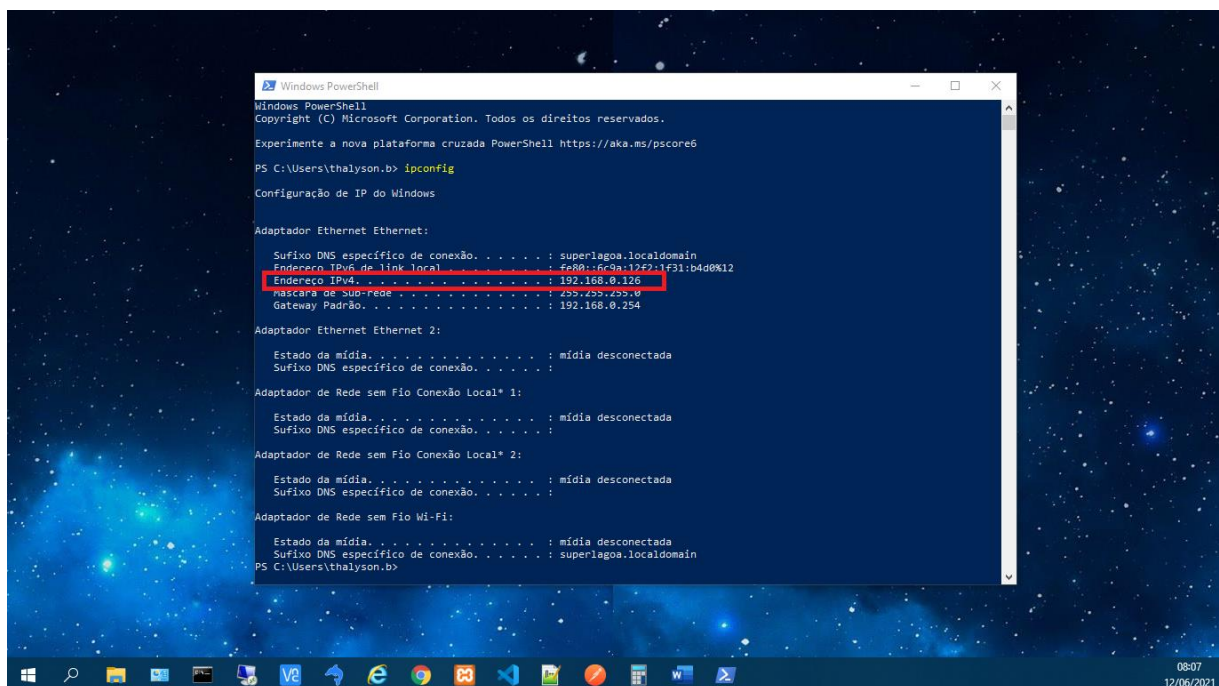 Windows PowerShell
Windows PowerShell
Copyright (C) Microsoft Corporation. Todos os direitos reservados.
Experimente a nova plataforma cruzada PowerShell https://aka.ms/pscore6
PS C:\Users\thalyson.b> ipconfig
Configuração de IP do Windows
Adaptador Ethernet Ethernet:
Sufixo DNS específico de conexão. . . . . . : superlagoa.localdomain
Endereço IPv6 de link local . . . . . . . . : fe80::6c9a:12f2:1f31:b4d0%12
Endereço IPv4. . . . . . . . . . . . . . . : 192.168.0.126
Máscara de Sub-rede . . . . . . . . . . . . : 255.255.255.0
Gateway Padrão. . . . . . . . . . . . . . . : 192.168.0.254
Adaptador Ethernet Ethernet 2:
Estado da mídia. . . . . . . . . . . . . . : mídia desconectada
Sufixo DNS específico de conexão. . . . . . :
Adaptador de Rede sem Fio Conexão Local* 1:
Estado da mídia. . . . . . . . . . . . . . : mídia desconectada
Sufixo DNS específico de conexão. . . . . . :
Adaptador de Rede sem Fio Conexão Local* 2:
Estado da mídia. . . . . . . . . . . . . . : mídia desconectada
Sufixo DNS específico de conexão. . . . . . :
Adaptador de Rede sem Fio Wi-Fi:
Estado da mídia. . . . . . . . . . . . . . : mídia desconectada
Sufixo DNS específico de conexão. . . . . . : superlagoa.localdomain
PS C:\Users\thalyson.b>
08:07
12/06/2021